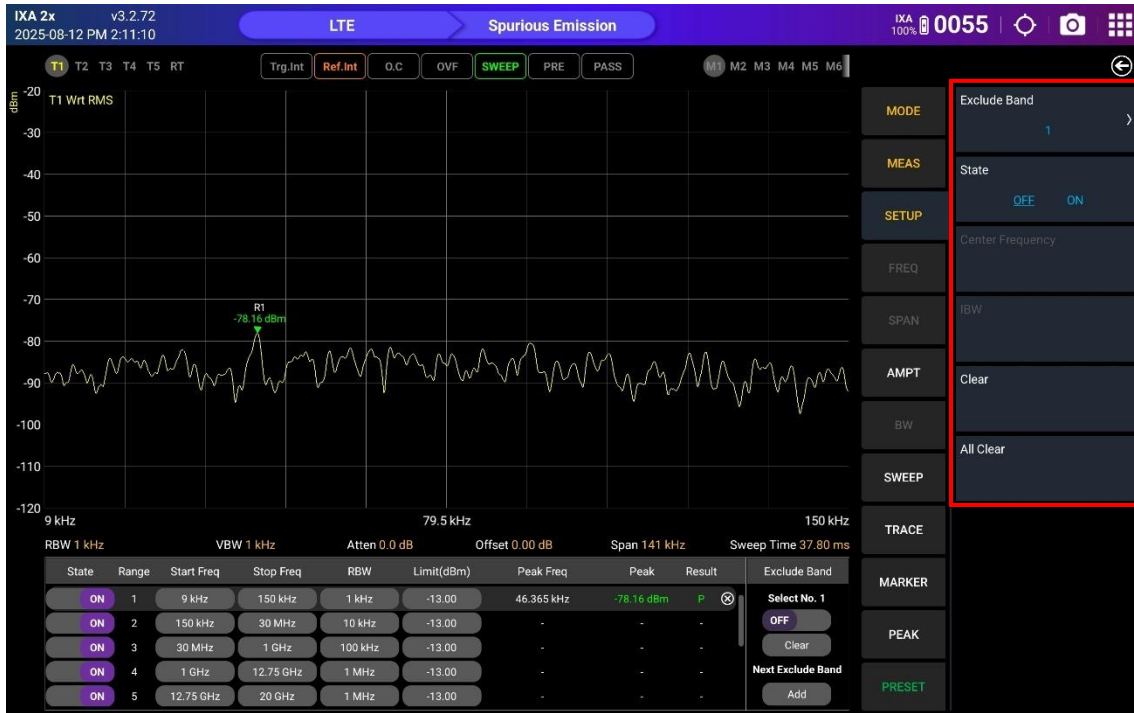 IXA 2x v3.2.72
2025-08-12 PM 2:11:10
LTE Spurious Emission
IXA 100% 0055
T1 T2 T3 T4 T5 RT Trg.Int Ref.Int O.C OVF SWEEP PRE PASS M1 M2 M3 M4 M5 M6
dBm
T1 Wrt RMS
-20
-30
-40
-50
-60
-70
-80
-90
-100
-110
-120
R1
-78.16 dBm
9 kHz 79.5 kHz 150 kHz
RBW 1 kHz VBW 1 kHz Atten 0.0 dB Offset 0.00 dB Span 141 kHz Sweep Time 37.80 ms
State Range Start Freq Stop Freq RBW Limit(dBm) Peak Freq Peak Result
ON 1 9 kHz 150 kHz 1 kHz -13.00 46.365 kHz -78.16 dBm P
ON 2 150 kHz 30 MHz 10 kHz -13.00 - - -
ON 3 30 MHz 1 GHz 100 kHz -13.00 - - -
ON 4 1 GHz 12.75 GHz 1 MHz -13.00 - - -
ON 5 12.75 GHz 20 GHz 1 MHz -13.00 - - -
Exclude Band
Select No. 1
OFF
Clear
Next Exclude Band
Add
MODE
MEAS
SETUP
FREQ
SPAN
AMPT
BW
SWEEP
TRACE
MARKER
PEAK
PRESET
Exclude Band
1
State
OFF ON
Center Frequency
IBW
Clear
All Clear